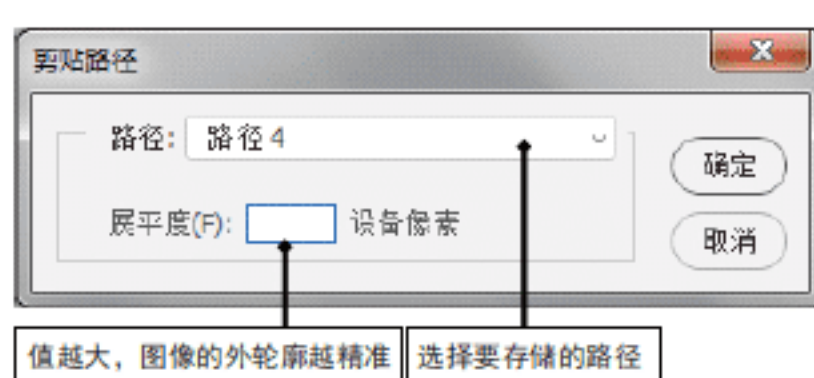 剪贴路径
路径: 路径 4
确定
展平度(F): 设备像素
取消
值越大，图像的外轮廓越精准
选择要存储的路径